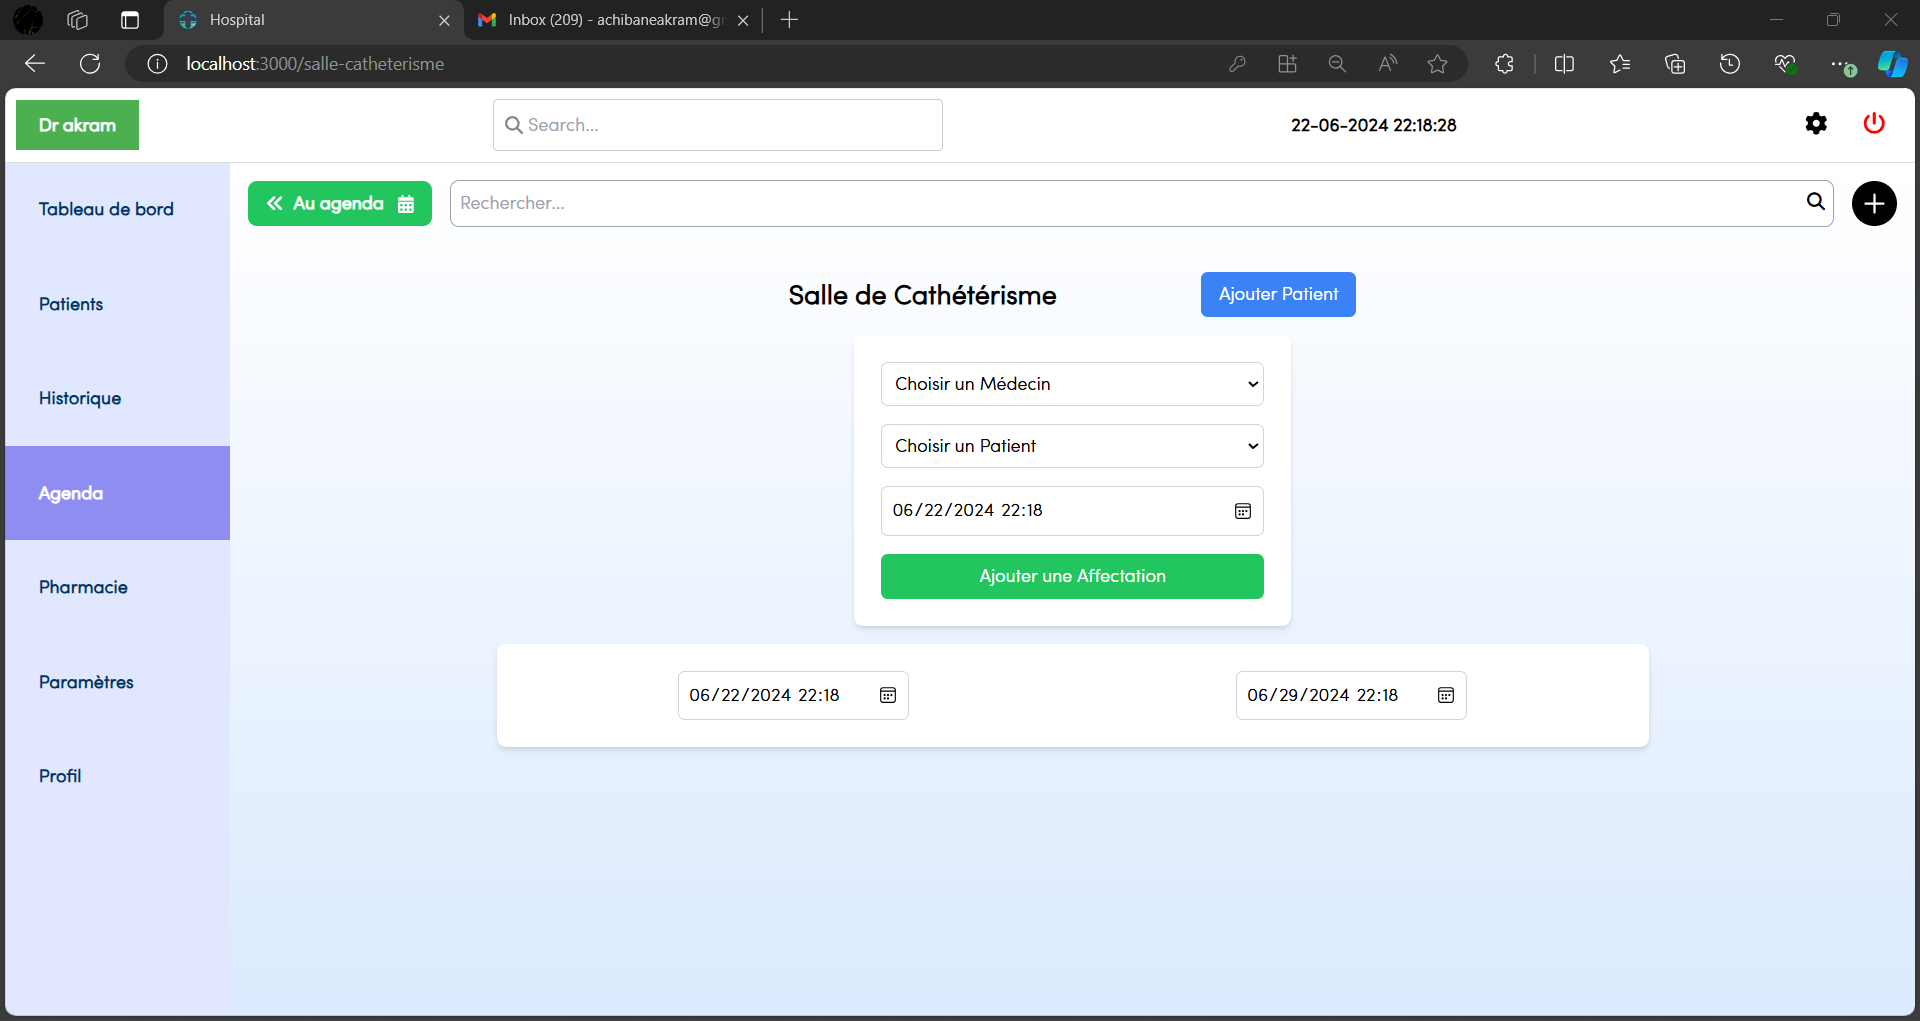 Hospital
Inbox (209) - achibaneakram@gr
localhost:3000/salle-catheterisme
Dr akram
Search...
22-06-2024 22:18:28
Tableau de bord
Patients
Historique
Agenda
Pharmacie
Paramètres
Profil
Au agenda
Rechercher...
Salle de Cathétérisme
Ajouter Patient
Choisir un Médecin
Choisir un Patient
06/22/2024 22:18
Ajouter une Affectation
06/22/2024 22:18
06/29/2024 22:18